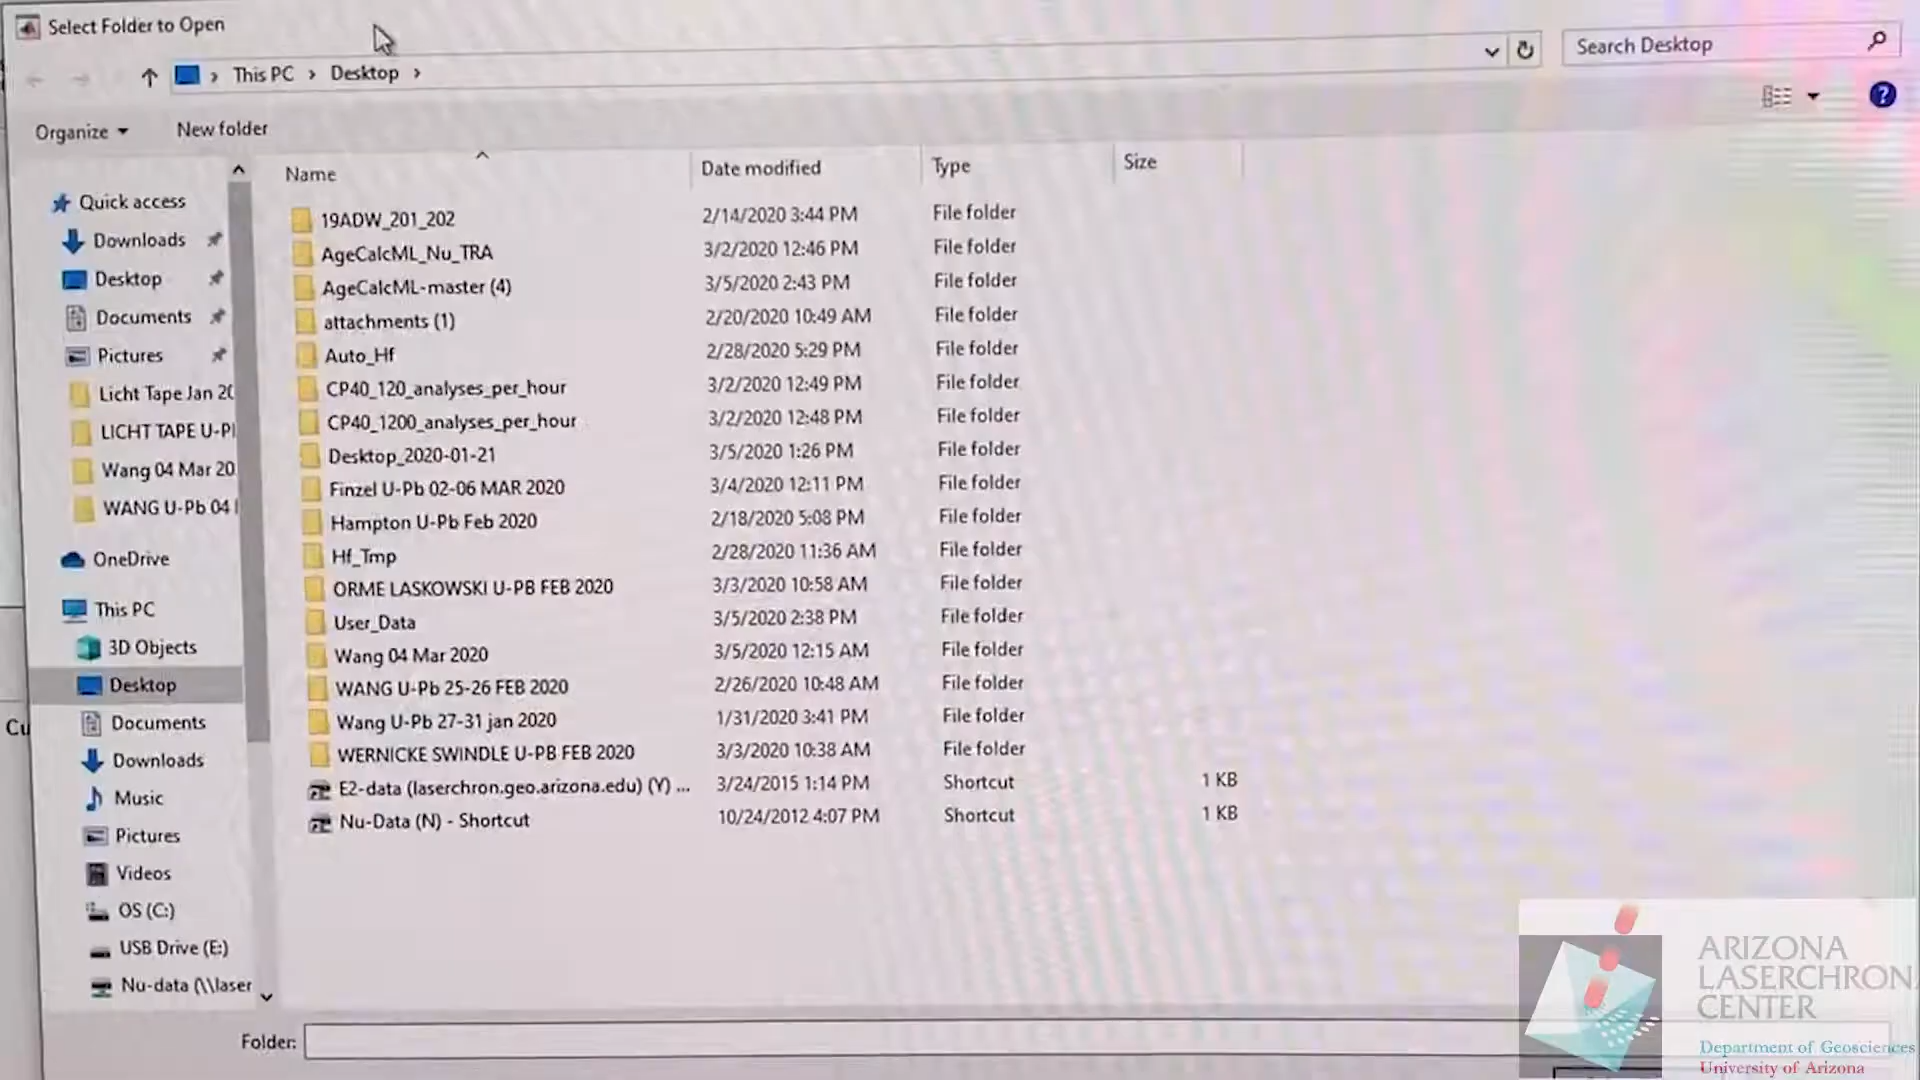 Select Folder to Open
This PC > Desktop >
Search Desktop
Organize
New folder
Name
Date modified
Type
Size
Quick access
Downloads
Desktop
Documents
Pictures
Licht Tape Jan 20
LICHT TAPE U-P
Wang 04 Mar 20
WANG U-Pb 04
OneDrive
This PC
3D Objects
Desktop
Documents
Downloads
Music
Pictures
Videos
OS (C:)
USB Drive (E:)
Nu-data (\\laser
Cu
19ADW_201_202 2/14/2020 3:44 PM File folder
AgeCalcML_Nu_TRA 3/2/2020 12:46 PM File folder
AgeCalcML-master (4) 3/5/2020 2:43 PM File folder
attachments (1) 2/20/2020 10:49 AM File folder
Auto_Hf 2/28/2020 5:29 PM File folder
CP40_120_analyses_per_hour 3/2/2020 12:49 PM File folder
CP40_1200_analyses_per_hour 3/2/2020 12:48 PM File folder
Desktop_2020-01-21 3/5/2020 1:26 PM File folder
Finzel U-Pb 02-06 MAR 2020 3/4/2020 12:11 PM File folder
Hampton U-Pb Feb 2020 2/18/2020 5:08 PM File folder
Hf_Tmp 2/28/2020 11:36 AM File folder
ORME LASKOWSKI U-PB FEB 2020 3/3/2020 10:58 AM File folder
User_Data 3/5/2020 2:38 PM File folder
Wang 04 Mar 2020 3/5/2020 12:15 AM File folder
WANG U-Pb 25-26 FEB 2020 2/26/2020 10:48 AM File folder
Wang U-Pb 27-31 jan 2020 1/31/2020 3:41 PM File folder
WERNICKE SWINDLE U-PB FEB 2020 3/3/2020 10:38 AM File folder
E2-data (laserchron.geo.arizona.edu) (Y) ... 3/24/2015 1:14 PM Shortcut 1 KB
Nu-Data (N) - Shortcut 10/24/2012 4:07 PM Shortcut 1 KB
Folder:
ARIZONA
LASERCHRON
CENTER
Department of Geosciences
University of Arizona